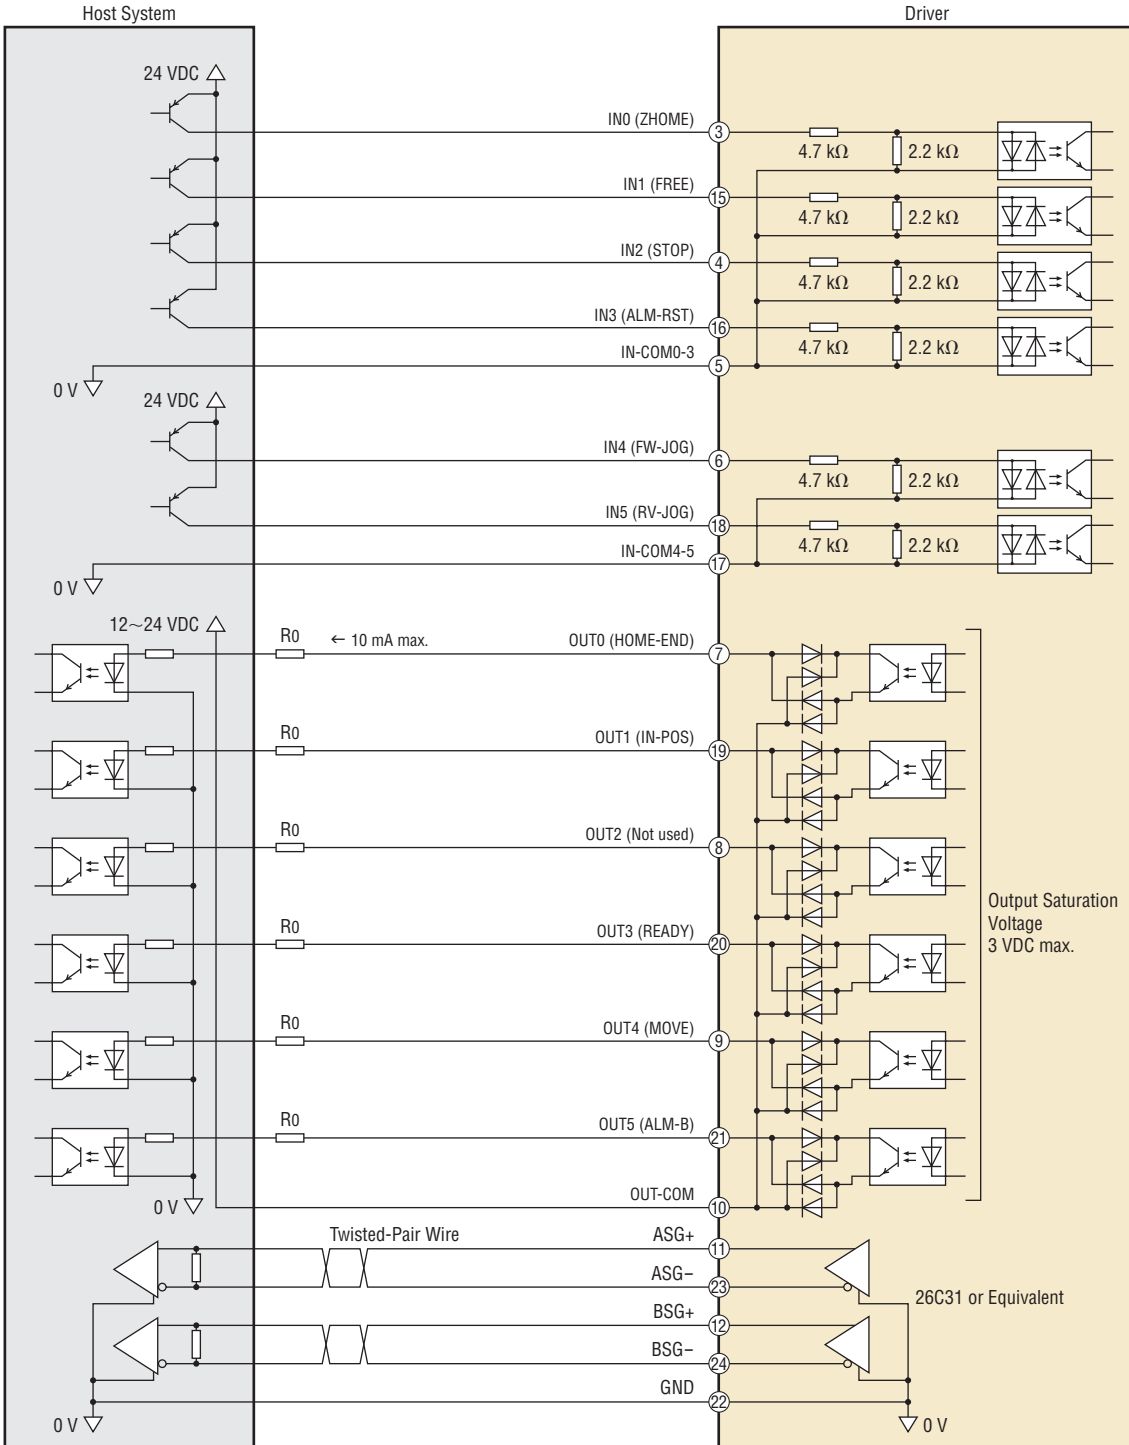 Host System
Driver
24 VDC
IN0 (ZHOME)
3
4.7 kΩ
2.2 kΩ
IN1 (FREE)
15
4.7 kΩ
2.2 kΩ
IN2 (STOP)
4
4.7 kΩ
2.2 kΩ
IN3 (ALM-RST)
16
4.7 kΩ
2.2 kΩ
IN-COM0-3
5
0 V
24 VDC
IN4 (FW-JOG)
6
4.7 kΩ
2.2 kΩ
IN5 (RV-JOG)
18
4.7 kΩ
2.2 kΩ
IN-COM4-5
17
0 V
12~24 VDC
R0
← 10 mA max.
OUT0 (HOME-END)
7
R0
OUT1 (IN-POS)
19
R0
OUT2 (Not used)
8
Output Saturation
Voltage
3 VDC max.
R0
OUT3 (READY)
20
R0
OUT4 (MOVE)
9
R0
OUT5 (ALM-B)
21
0 V
OUT-COM
10
Twisted-Pair Wire
ASG+
11
ASG−
23
26C31 or Equivalent
BSG+
12
BSG−
24
GND
22
0 V
0 V